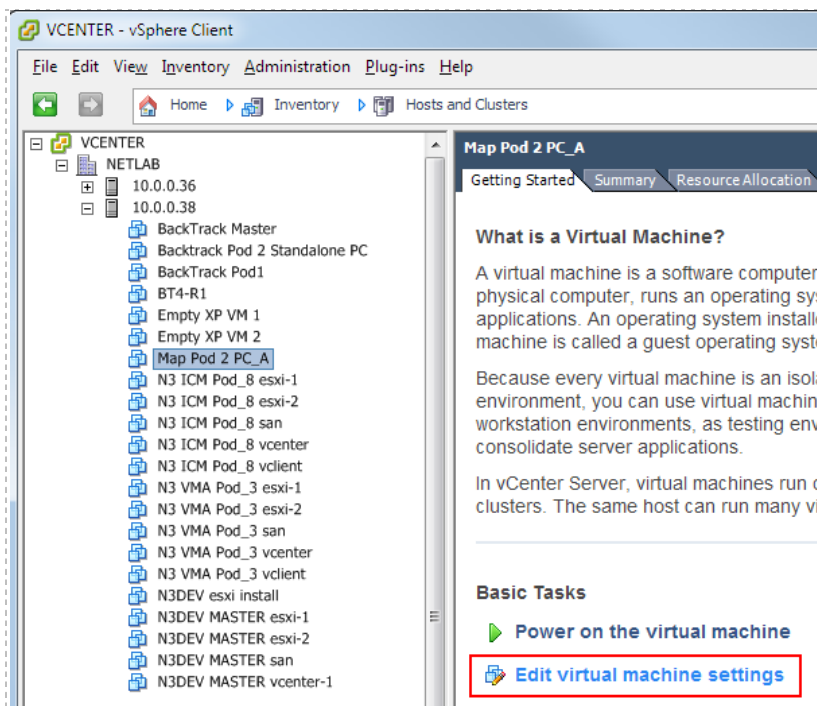 VCENTER - vSphere Client
File Edit View Inventory Administration Plug-ins Help
Home Inventory Hosts and Clusters
VCENTER
NETLAB
10.0.0.36
10.0.0.38
BackTrack Master
Backtrack Pod 2 Standalone PC
BackTrack Pod1
BT4-R1
Empty XP VM 1
Empty XP VM 2
Map Pod 2 PC_A
N3 ICM Pod_8 esxi-1
N3 ICM Pod_8 esxi-2
N3 ICM Pod_8 san
N3 ICM Pod_8 vcenter
N3 ICM Pod_8 vclient
N3 VMA Pod_3 esxi-1
N3 VMA Pod_3 esxi-2
N3 VMA Pod_3 san
N3 VMA Pod_3 vcenter
N3 VMA Pod_3 vclient
N3DEV esxi install
N3DEV MASTER esxi-1
N3DEV MASTER esxi-2
N3DEV MASTER san
N3DEV MASTER vcenter-1
Map Pod 2 PC_A
Getting Started Summary Resource Allocation
What is a Virtual Machine?
A virtual machine is a software computer
physical computer, runs an operating sys
applications. An operating system installe
machine is called a guest operating syste
Because every virtual machine is an isola
environment, you can use virtual machin
workstation environments, as testing env
consolidate server applications.
In vCenter Server, virtual machines run o
clusters. The same host can run many vi
Basic Tasks
Power on the virtual machine
Edit virtual machine settings